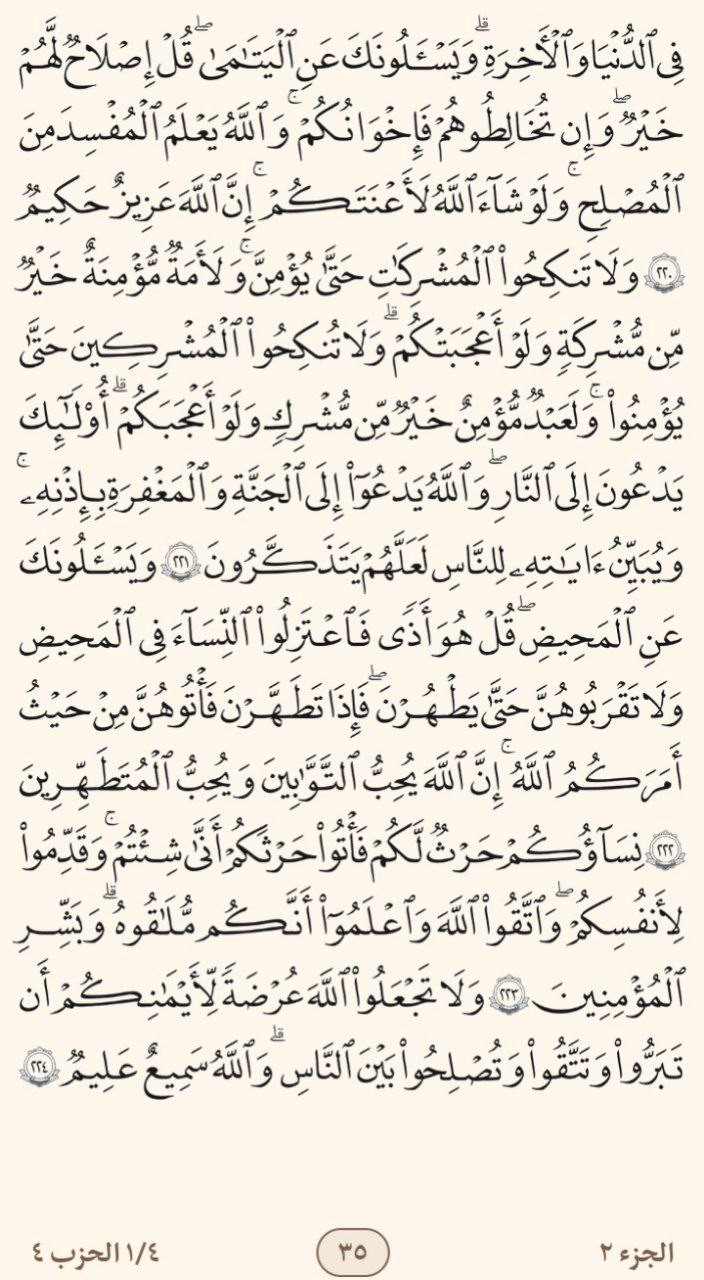 فِى ٱلدُّنْيَا وَٱلْأَخِرَةِ ۗ وَيَسْـَٔلُونَكَ عَنِ ٱلْيَتَـٰمَىٰ ۖ قُلْ إِصْلَاحٌ لَّهُمْ
خَيْرٌ ۖ وَإِن تُخَالِطُوهُمْ فَإِخْوَٰنُكُمْ ۚ وَٱللَّهُ يَعْلَمُ ٱلْمُفْسِدَ مِنَ
ٱلْمُصْلِحِ ۚ وَلَوْ شَآءَ ٱللَّهُ لَأَعْنَتَكُمْ ۚ إِنَّ ٱللَّهَ عَزِيزٌ حَكِيمٌ
٢٢٠ وَلَا تَنكِحُوا۟ ٱلْمُشْرِكَـٰتِ حَتَّىٰ يُؤْمِنَّ ۚ وَلَأَمَةٌ مُّؤْمِنَةٌ خَيْرٌ
مِّن مُّشْرِكَةٍ وَلَوْ أَعْجَبَتْكُمْ ۗ وَلَا تُنكِحُوا۟ ٱلْمُشْرِكِينَ حَتَّىٰ
يُؤْمِنُوا۟ ۚ وَلَعَبْدٌ مُّؤْمِنٌ خَيْرٌ مِّن مُّشْرِكٍ وَلَوْ أَعْجَبَكُمْ ۗ أُو۟لَـٰٓئِكَ
يَدْعُونَ إِلَى ٱلنَّارِ ۖ وَٱللَّهُ يَدْعُوٓا۟ إِلَى ٱلْجَنَّةِ وَٱلْمَغْفِرَةِ بِإِذْنِهِۦ ۚ
وَيُبَيِّنُ ءَايَـٰتِهِۦ لِلنَّاسِ لَعَلَّهُمْ يَتَذَكَّرُونَ ٢٢١ وَيَسْـَٔلُونَكَ
عَنِ ٱلْمَحِيضِ ۖ قُلْ هُوَ أَذًى فَٱعْتَزِلُوا۟ ٱلنِّسَآءَ فِى ٱلْمَحِيضِ
وَلَا تَقْرَبُوهُنَّ حَتَّىٰ يَطْهُرْنَ ۖ فَإِذَا تَطَهَّرْنَ فَأْتُوهُنَّ مِنْ حَيْثُ
أَمَرَكُمُ ٱللَّهُ ۚ إِنَّ ٱللَّهَ يُحِبُّ ٱلتَّوَّٰبِينَ وَيُحِبُّ ٱلْمُتَطَهِّرِينَ
٢٢٢ نِسَآؤُكُمْ حَرْثٌ لَّكُمْ فَأْتُوا۟ حَرْثَكُمْ أَنَّىٰ شِئْتُمْ ۚ وَقَدِّمُوا۟
لِأَنفُسِكُمْ ۖ وَٱتَّقُوا۟ ٱللَّهَ وَٱعْلَمُوٓا۟ أَنَّكُم مُّلَـٰقُوهُ ۗ وَبَشِّرِ
ٱلْمُؤْمِنِينَ ٢٢٣ وَلَا تَجْعَلُوا۟ ٱللَّهَ عُرْضَةً لِّأَيْمَـٰنِكُمْ أَن
تَبَرُّوا۟ وَتَتَّقُوا۟ وَتُصْلِحُوا۟ بَيْنَ ٱلنَّاسِ ۗ وَٱللَّهُ سَمِيعٌ عَلِيمٌ ٢٢٤
الجزء ٢ ٣٥ ١/٤ الحزب ٤